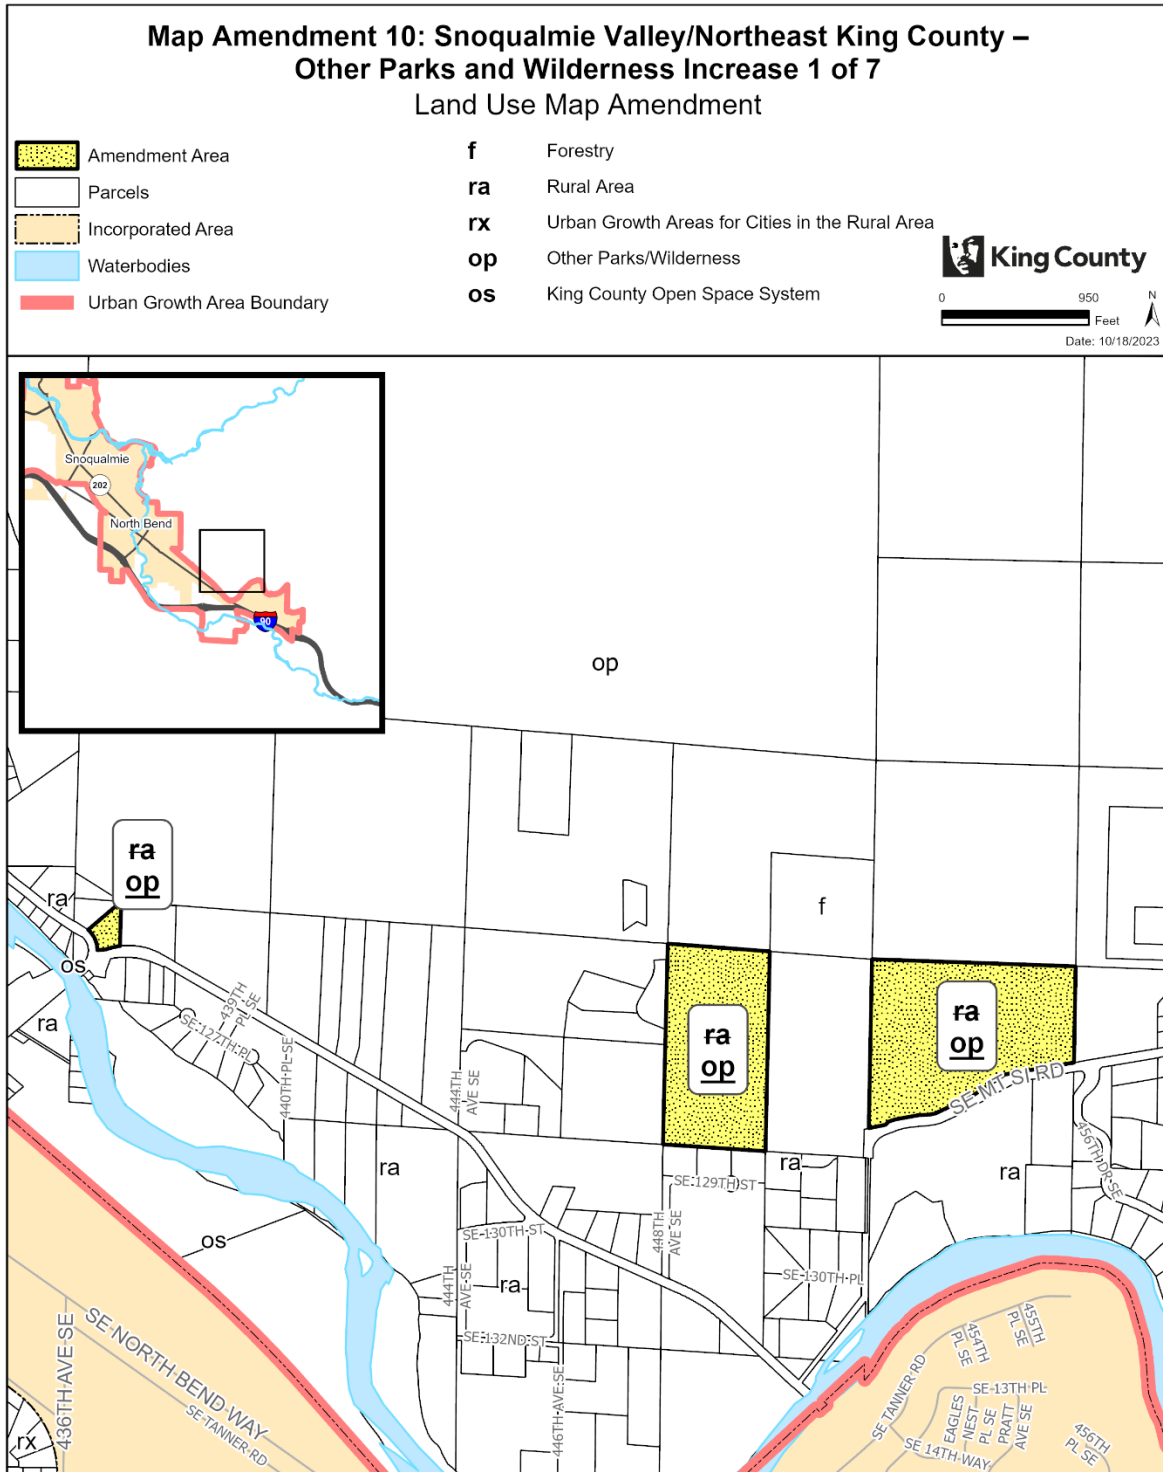 Map Amendment 10: Snoqualmie Valley/Northeast King County –
Other Parks and Wilderness Increase 1 of 7
Land Use Map Amendment
Amendment Area
Parcels
Incorporated Area
Waterbodies
Urban Growth Area Boundary
f Forestry
ra Rural Area
rx Urban Growth Areas for Cities in the Rural Area
op Other Parks/Wilderness
os King County Open Space System
King County
0 950
Feet
N
Date: 10/18/2023
Snoqualmie
202
North Bend
90
op
ra
op
ra
f
os
ra
ra
op
ra
op
SE MT SI RD
439TH
PL SE
SE 127TH PL
440TH PL SE
444TH
AVE SE
ra
SE 129TH ST
ra
ra
456TH DR SE
os
SE 130TH ST
448TH
AVE SE
444TH
AVE SE
ra
SE 130TH PL
SE 132ND ST
446TH AVE SE
436TH AVE SE
SE NORTH BEND WAY
SE TANNER RD
rx
SE TANNER RD
454TH
PL SE
455TH
PL SE
SE 13TH PL
EAGLES
NEST
PL SE
PRATT
AVE SE
SE 14TH WAY
456TH
PL SE